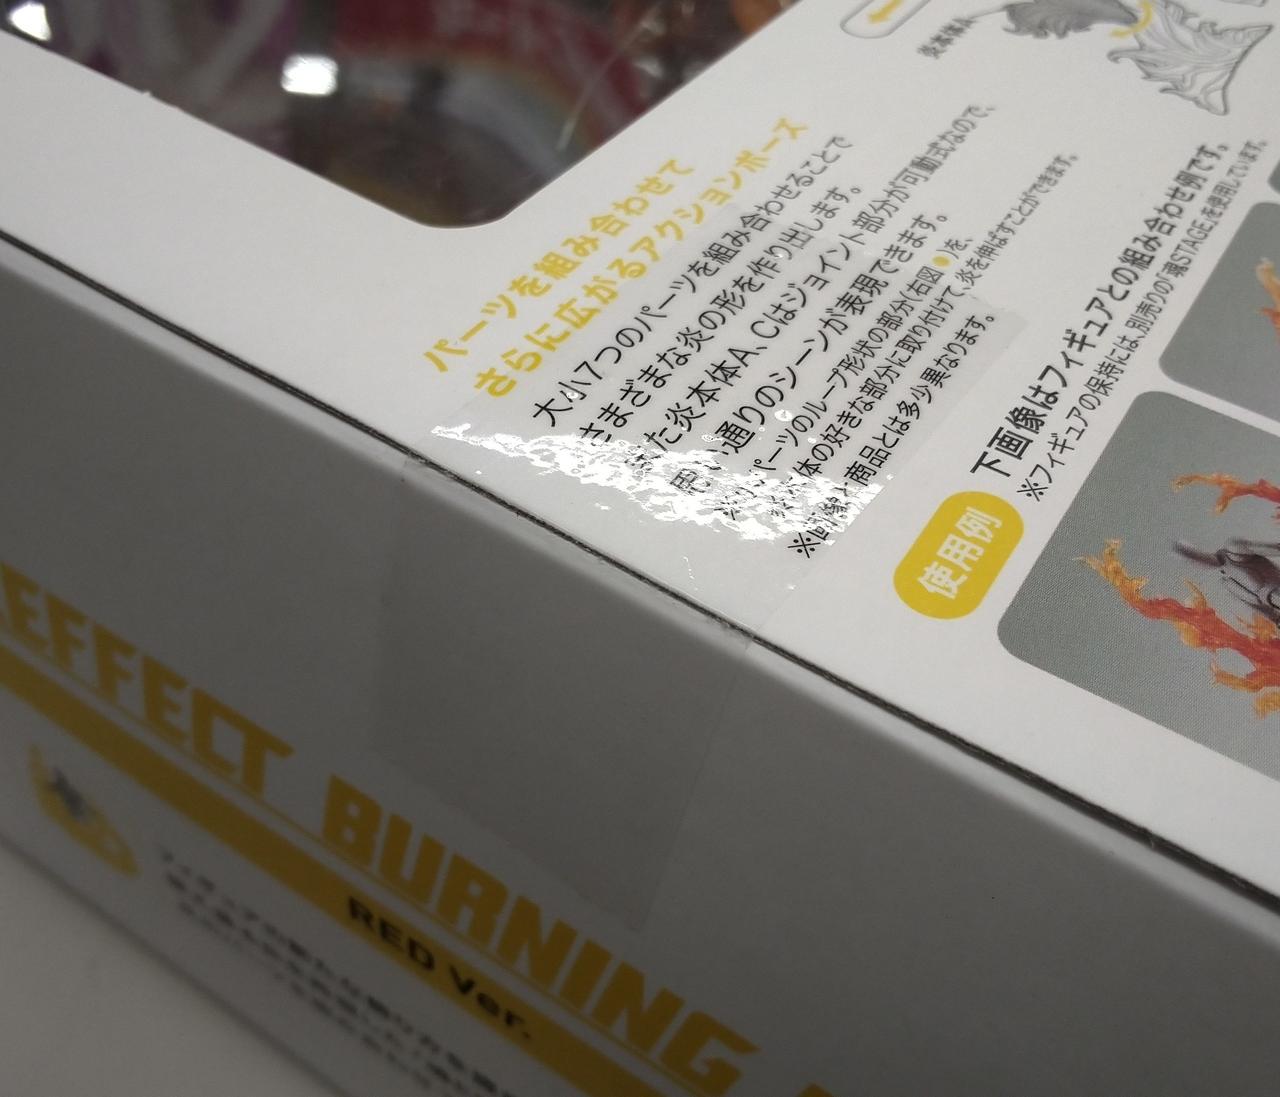 炎本体A
パーツを組み合わせて
さらに広がるアクションポーズ
大小7つのパーツを組み合わせることで
さまざまな炎の形を作り出します。
また炎本体A、Cはジョイント部分が可動式なので、
通りのシーンが表現できます。
パーツのループ形状の部分(右図●)を、
体の好きな部分に取り付けて、炎を伸ばすことができます。
※画像と商品とは多少異なります。
使用例
下画像はフィギュアとの組み合わせ例です。
※フィギュアの保持には、別売りの「魂STAGE」を使用しています。
EFFECT BURNING
RED Ver.